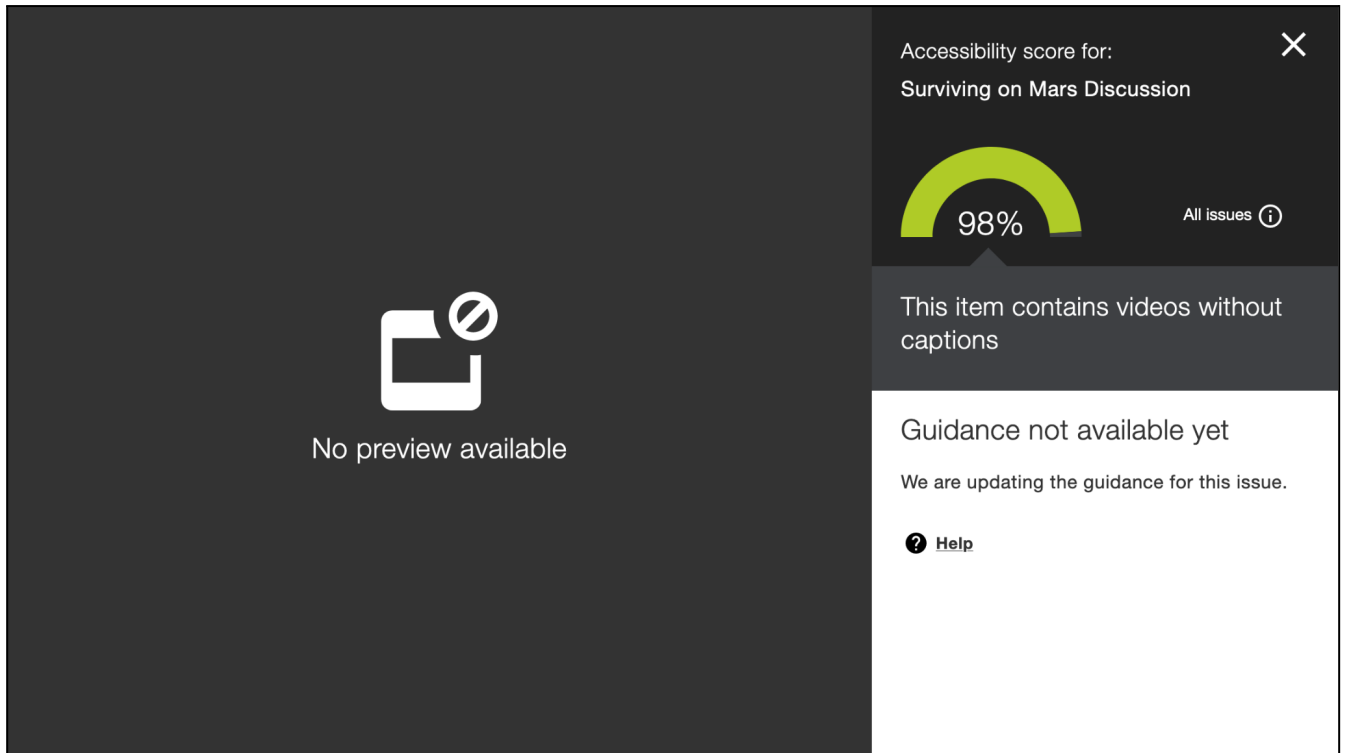 No preview available
Accessibility score for:
Surviving on Mars Discussion
98%
All issues
This item contains videos without
captions
Guidance not available yet
We are updating the guidance for this issue.
Help